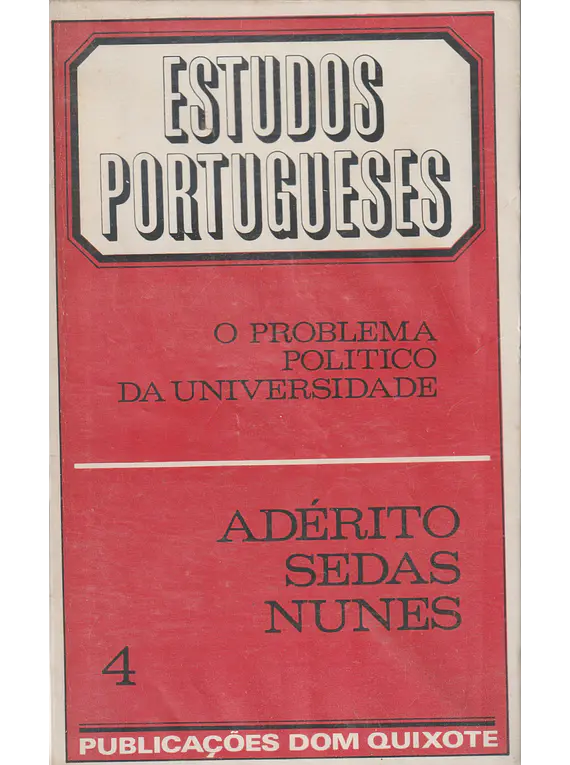 ESTUDOS
PORTUGUESES
O PROBLEMA
POLITICO
DA UNIVERSIDADE
ADÉRITO
SEDAS
NUNES
4
PUBLICAÇÕES DOM QUIXOTE